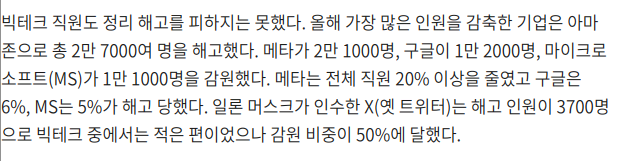 빅테크 직원도 정리 해고를 피하지는 못했다. 올해 가장 많은 인원을 감축한 기업은 아마
존으로 총 2만 7000여 명을 해고했다. 메타가 2만 1000명, 구글이 1만 2000명, 마이크로
소프트(MS)가 1만 1000명을 감원했다. 메타는 전체 직원 20% 이상을 줄였고 구글은
6%, MS는 5%가 해고 당했다. 일론 머스크가 인수한 X(옛 트위터)는 해고 인원이 3700명
으로 빅테크 중에서는 적은 편이었으나 감원 비중이 50%에 달했다.